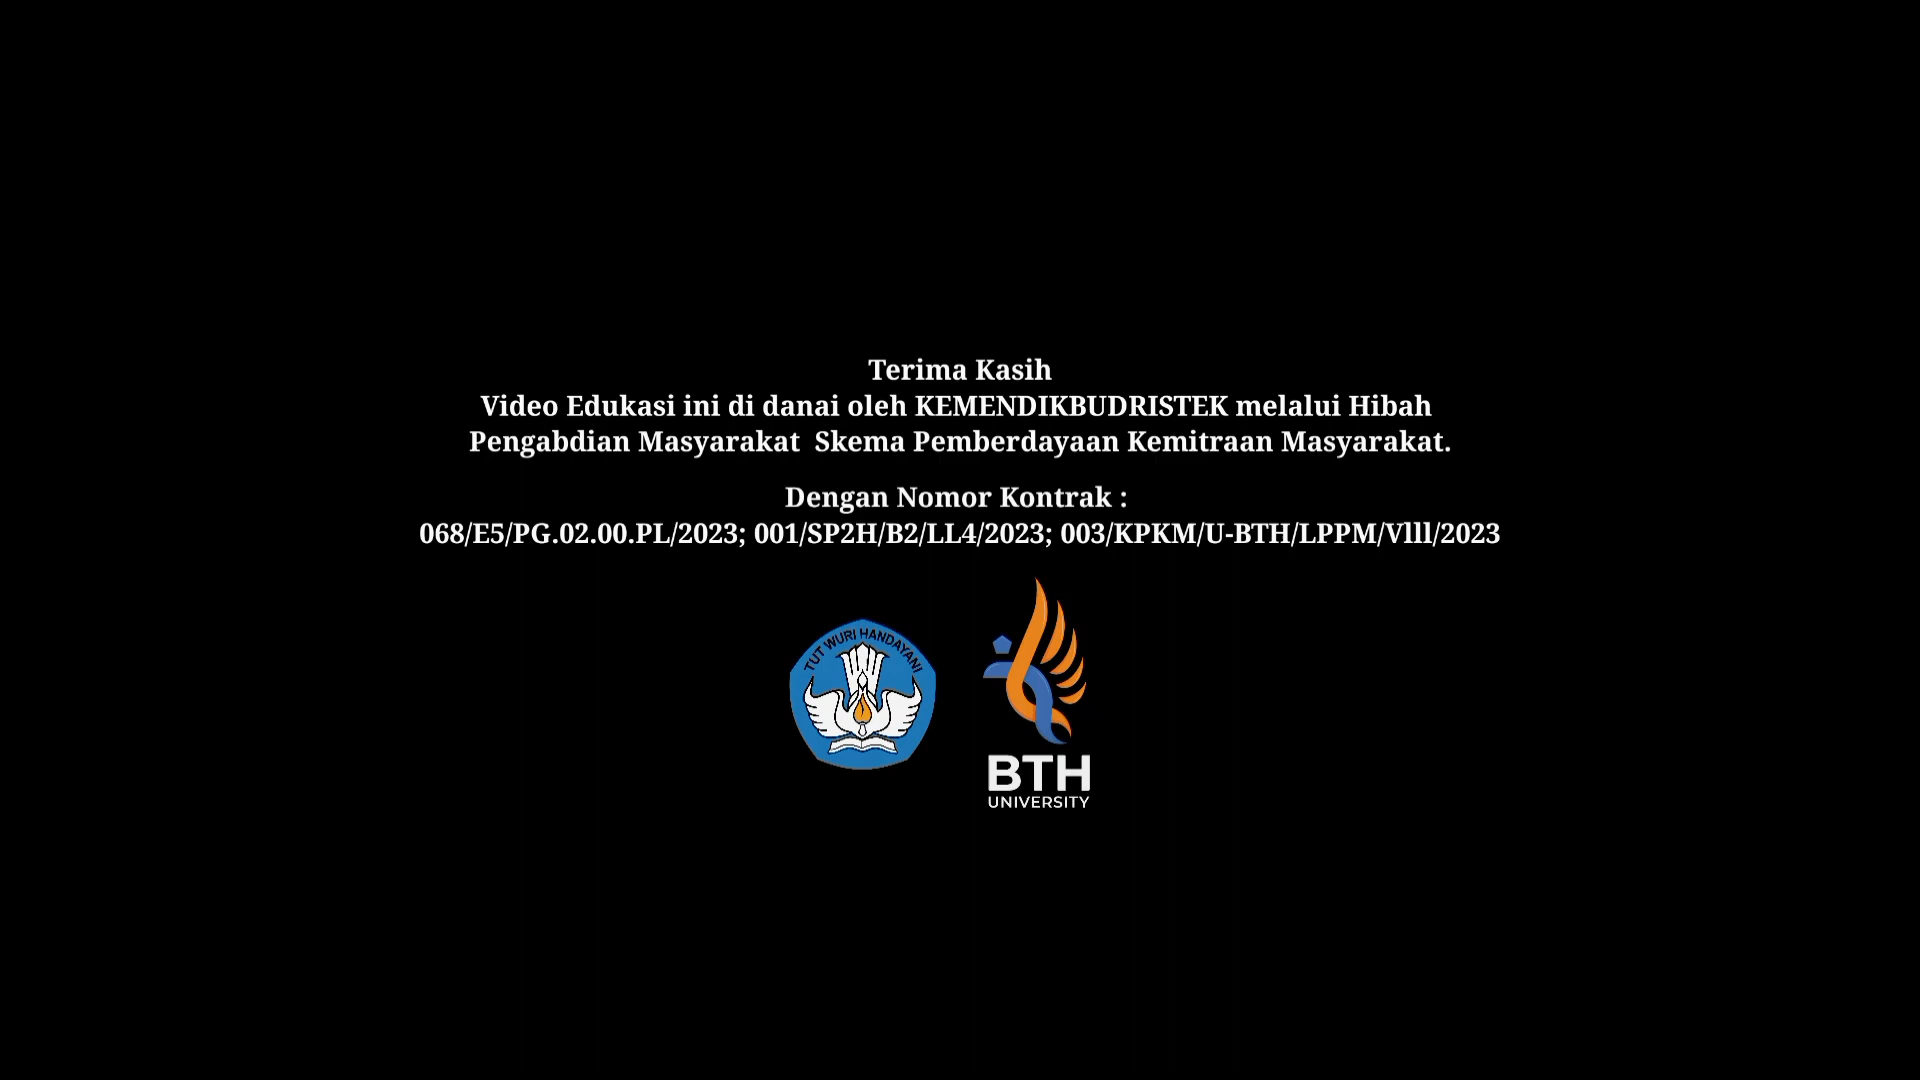 Terima Kasih
Video Edukasi ini di danai oleh KEMENDIKBUDRISTEK melalui Hibah
Pengabdian Masyarakat  Skema Pemberdayaan Kemitraan Masyarakat.
Dengan Nomor Kontrak :
068/E5/PG.02.00.PL/2023; 001/SP2H/B2/LL4/2023; 003/KPKM/U-BTH/LPPM/Vlll/2023
TUT WURI HANDAYANI
BTH
UNIVERSITY